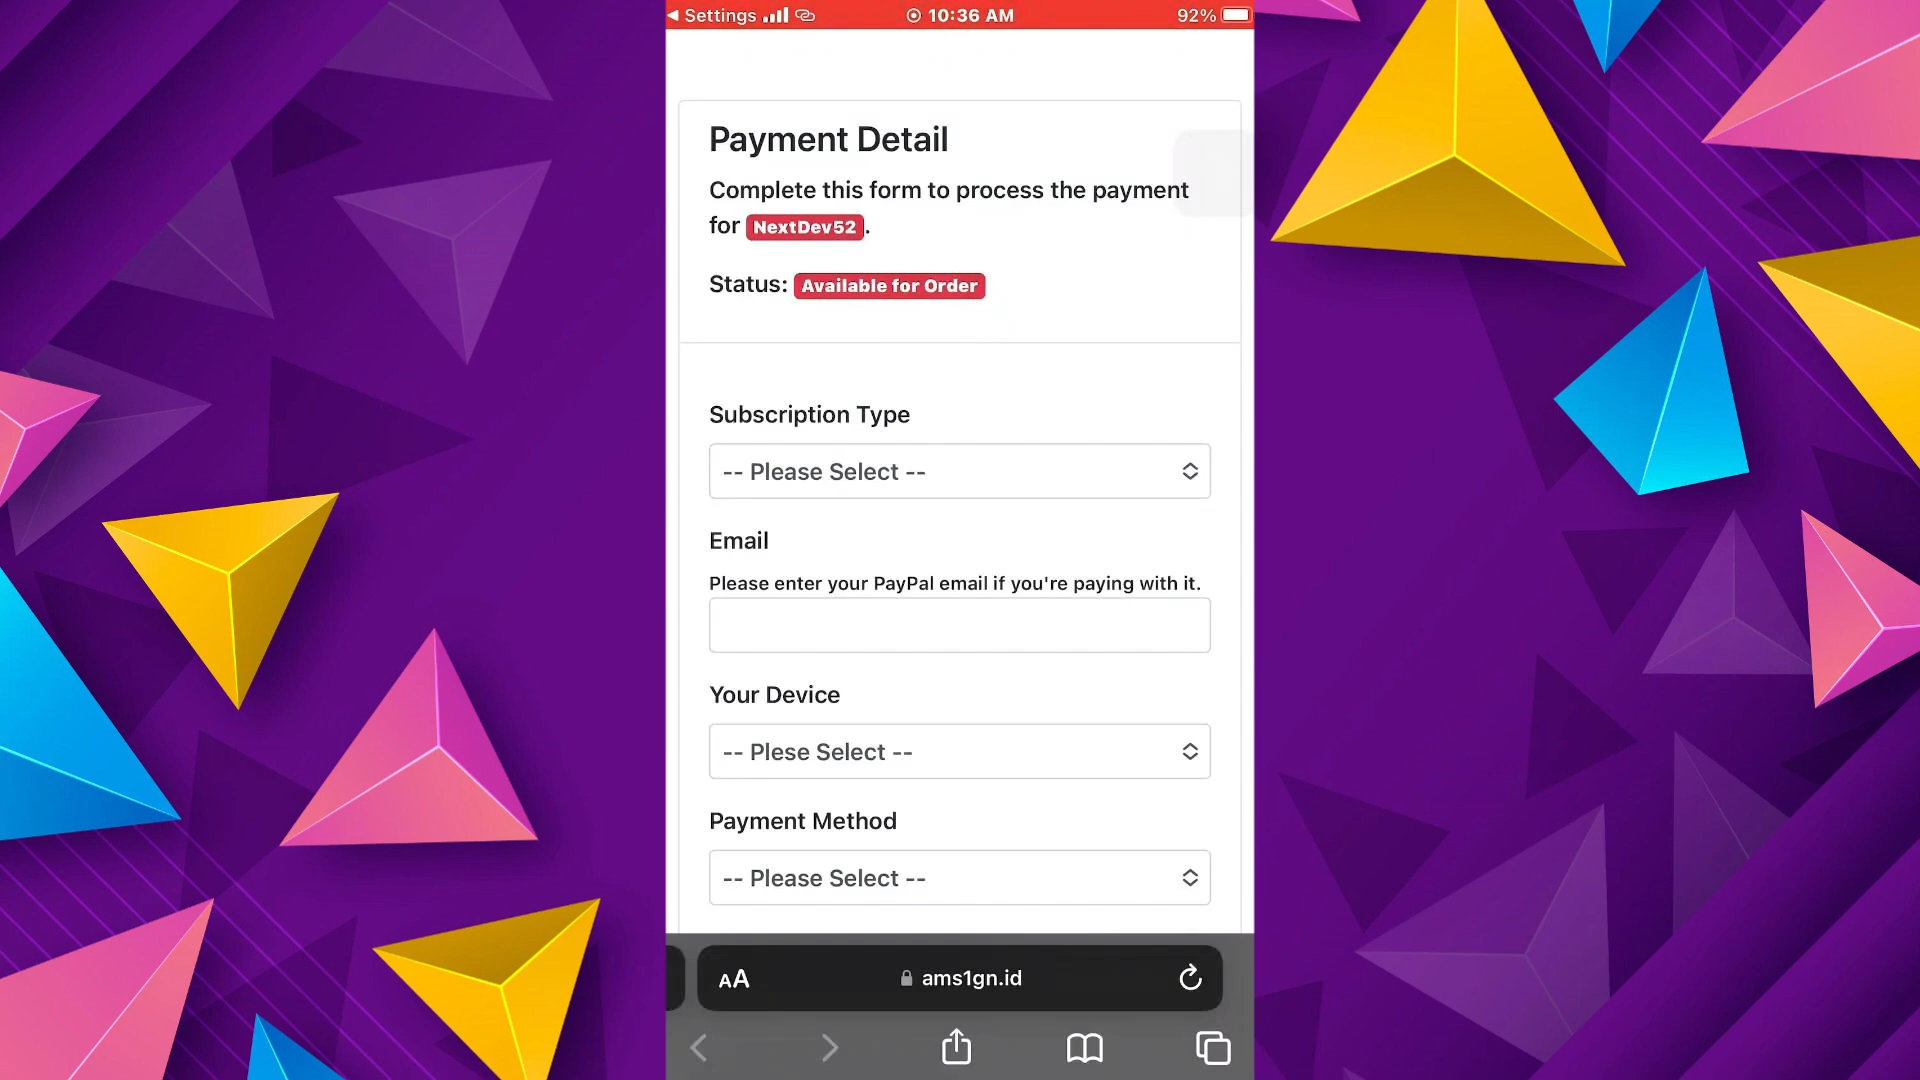 Settings
10:36 AM
92%
Payment Detail
Complete this form to process the payment
for NextDev52.
Status: Available for Order
Subscription Type
-- Please Select --
Email
Please enter your PayPal email if you're paying with it.
Your Device
-- Plese Select --
Payment Method
-- Please Select --
AA
ams1gn.id